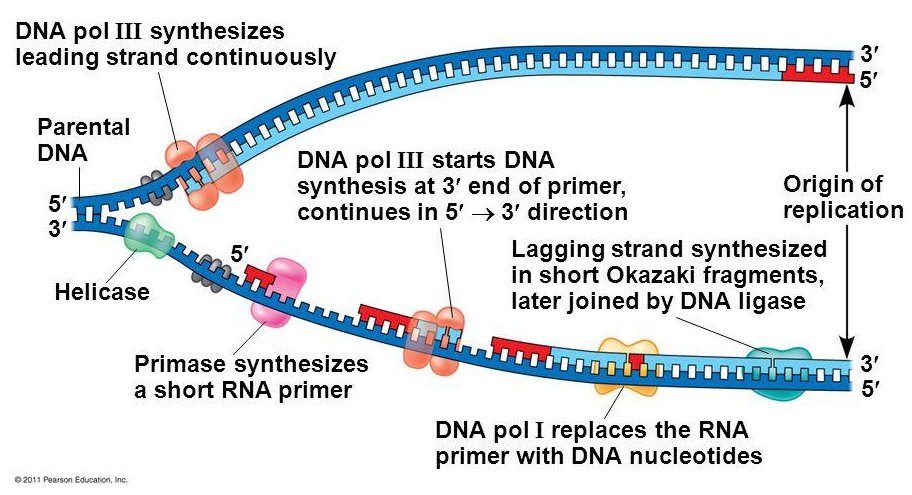 DNA pol III synthesizes
leading strand continuously
3′
5′
Parental
DNA
DNA pol III starts DNA
synthesis at 3′ end of primer,
continues in 5′ → 3′ direction
Origin of
replication
5′
3′
5′
Lagging strand synthesized
in short Okazaki fragments,
later joined by DNA ligase
Helicase
Primase synthesizes
a short RNA primer
3′
5′
DNA pol I replaces the RNA
primer with DNA nucleotides
© 2011 Pearson Education, Inc.